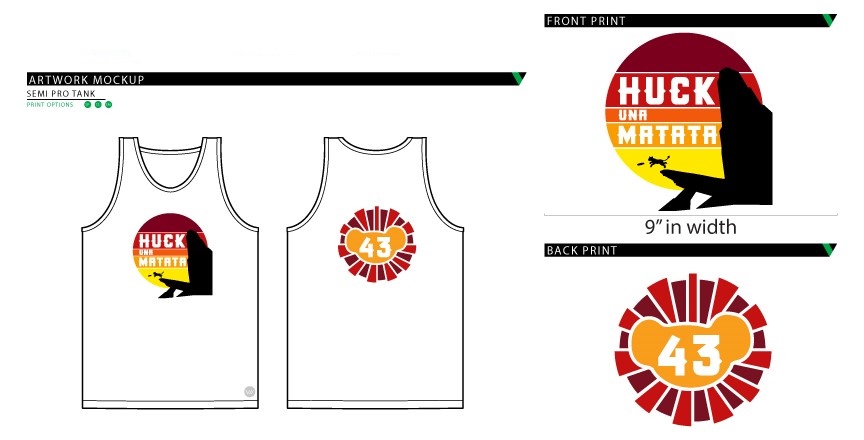 ARTWORK MOCKUP
SEMI PRO TANK
PRINT OPTIONS
HUCK
UNA
MATATA
43
FRONT PRINT
HUCK
UNA
MATATA
9" in width
BACK PRINT
43